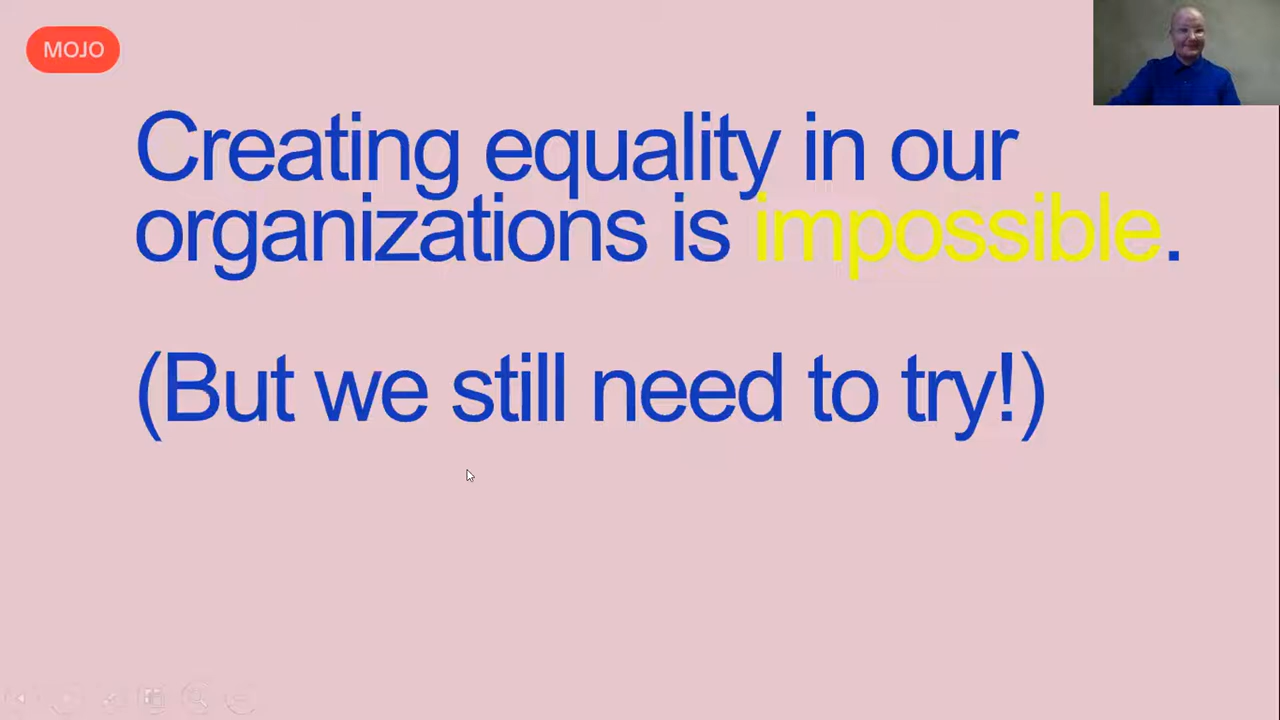 MOJO
Creating equality in our
organizations is impossible.
(But we still need to try!)